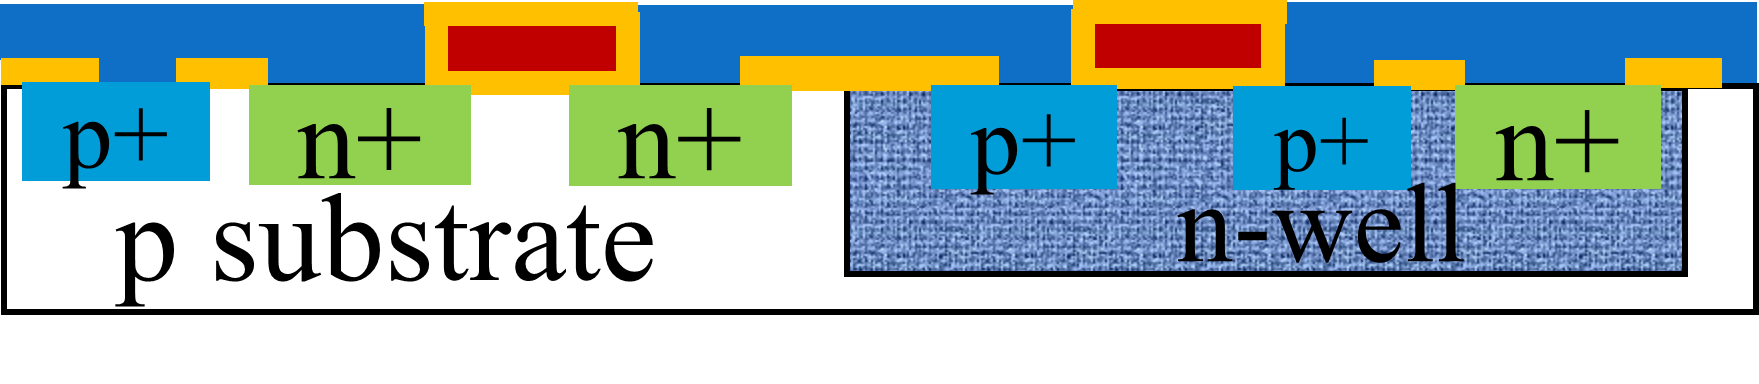 p+ n+ n+ p+ p+ n+
p substrate n-well